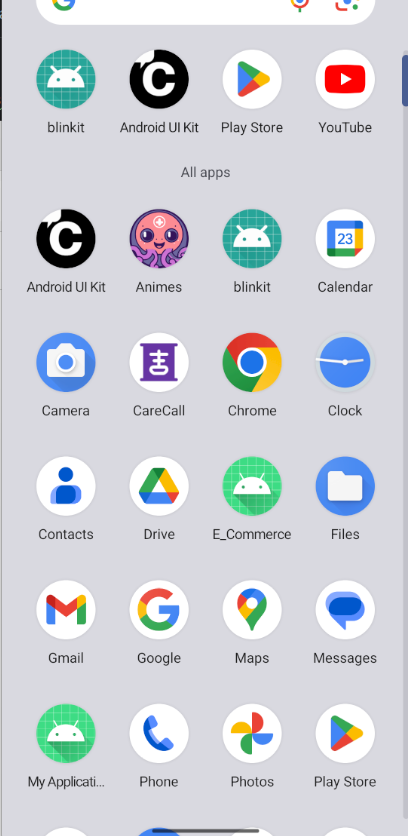 blinkit
Android UI Kit
Play Store
YouTube
All apps
Android UI Kit
Animes
blinkit
23
Calendar
Camera
CareCall
Chrome
Clock
Contacts
Drive
E_Commerce
Files
Gmail
Google
Maps
Messages
My Applicati...
Phone
Photos
Play Store